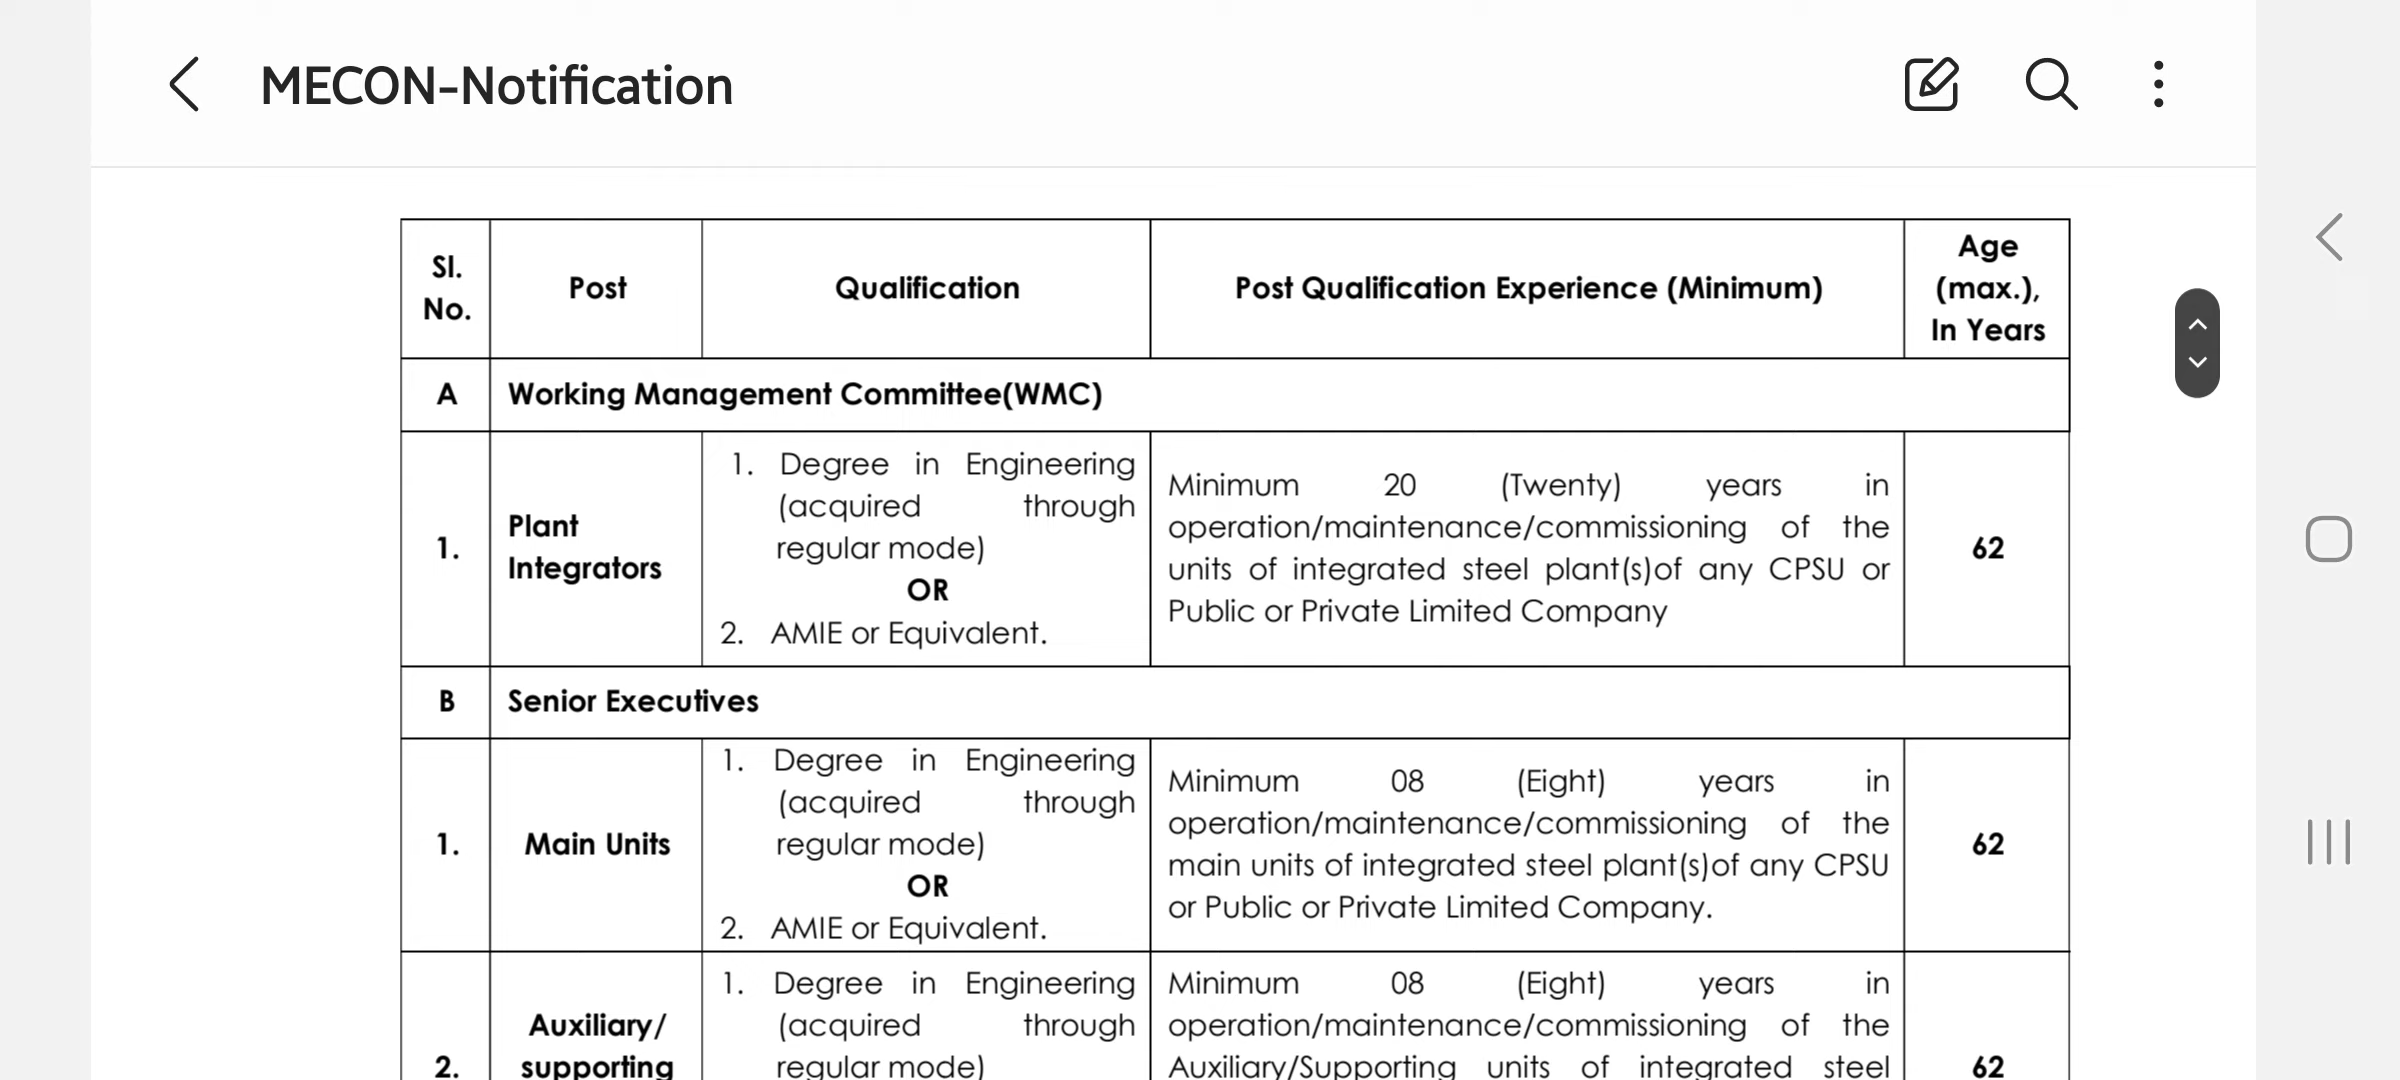 MECON-Notification
Sl. No.
Post
Qualification
Post Qualification Experience (Minimum)
Age (max.), In Years
A
Working Management Committee(WMC)
1.
Plant
Integrators
1. Degree in Engineering
(acquired through
regular mode)
OR
2. AMIE or Equivalent.
Minimum 20 (Twenty) years in
operation/maintenance/commissioning of the
units of integrated steel plant(s)of any CPSU or
Public or Private Limited Company
62
B
Senior Executives
1.
Main Units
1. Degree in Engineering
(acquired through
regular mode)
OR
2. AMIE or Equivalent.
Minimum 08 (Eight) years in
operation/maintenance/commissioning of the
main units of integrated steel plant(s)of any CPSU
or Public or Private Limited Company.
62
2.
Auxiliary/
supporting
1. Degree in Engineering
(acquired through
regular mode)
Minimum 08 (Eight) years in
operation/maintenance/commissioning of the
Auxiliary/Supporting units of integrated steel
62